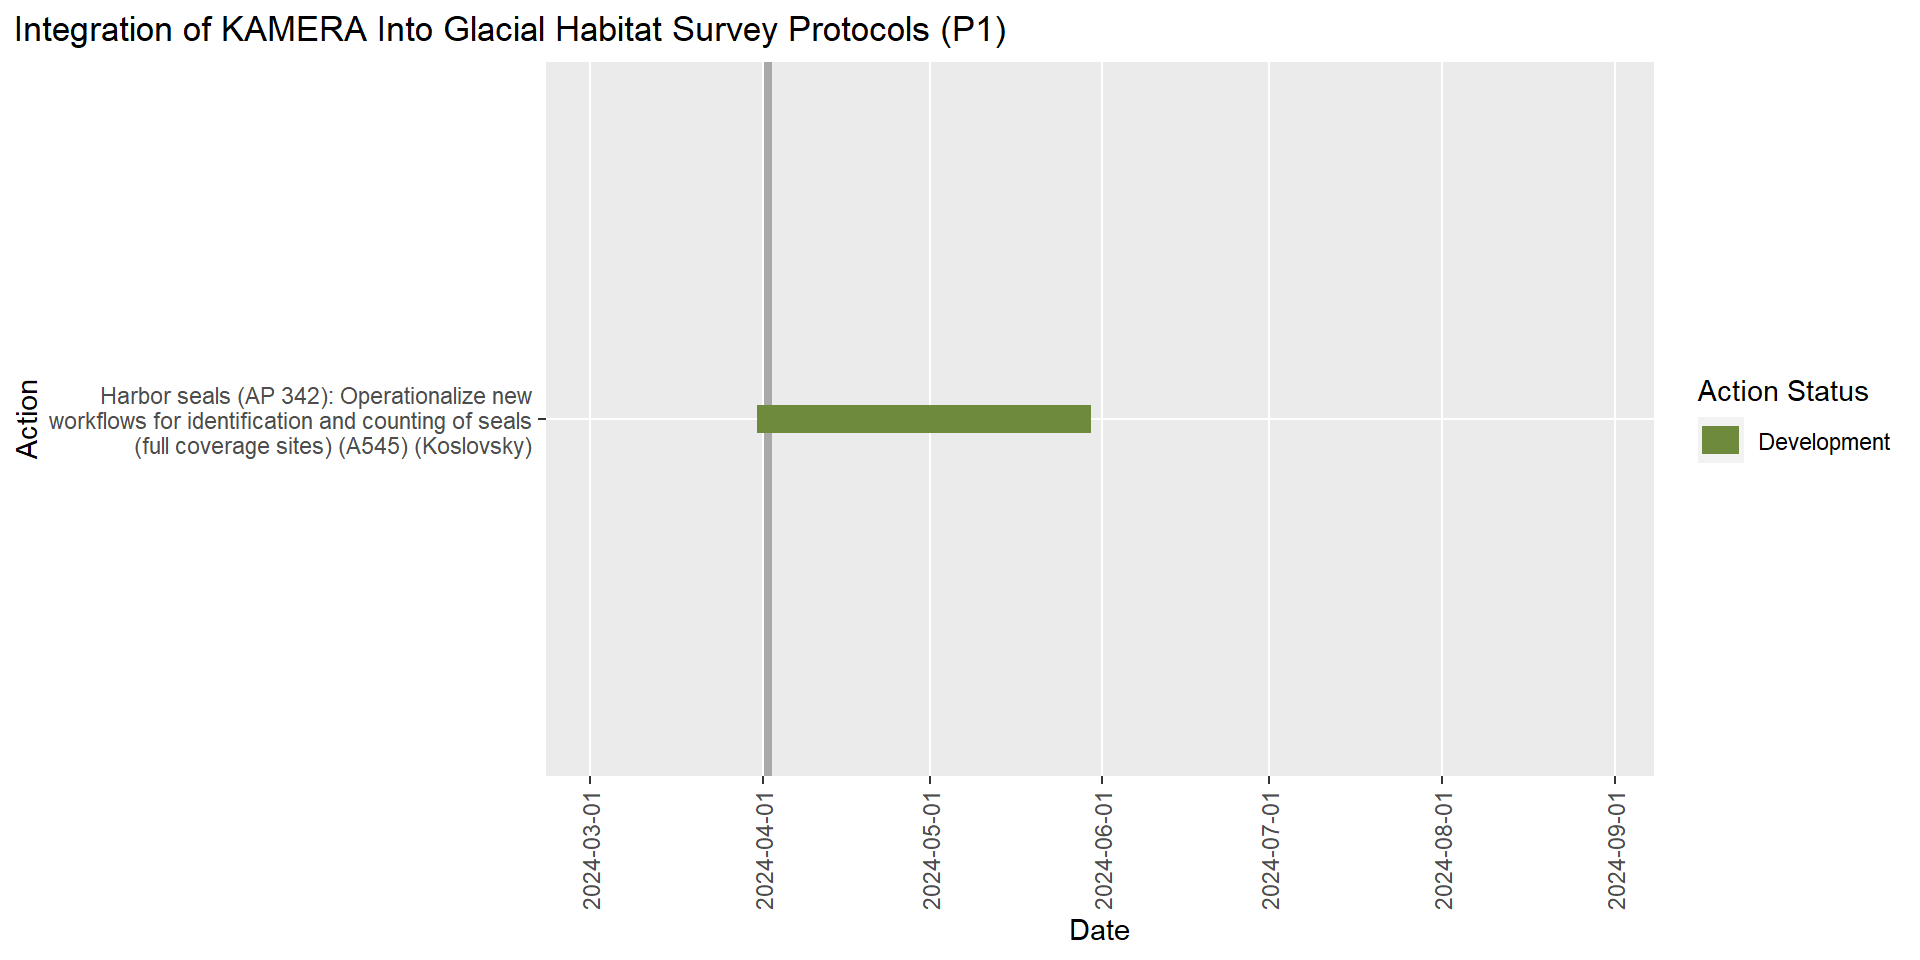 Integration of KAMERA Into Glacial Habitat Survey Protocols (P1)
Action
Harbor seals (AP 342): Operationalize new
workflows for identification and counting of seals
(full coverage sites) (A545) (Koslovsky)
Action Status
Development
2024-03-01
2024-04-01
2024-05-01
2024-06-01
2024-07-01
2024-08-01
2024-09-01
Date